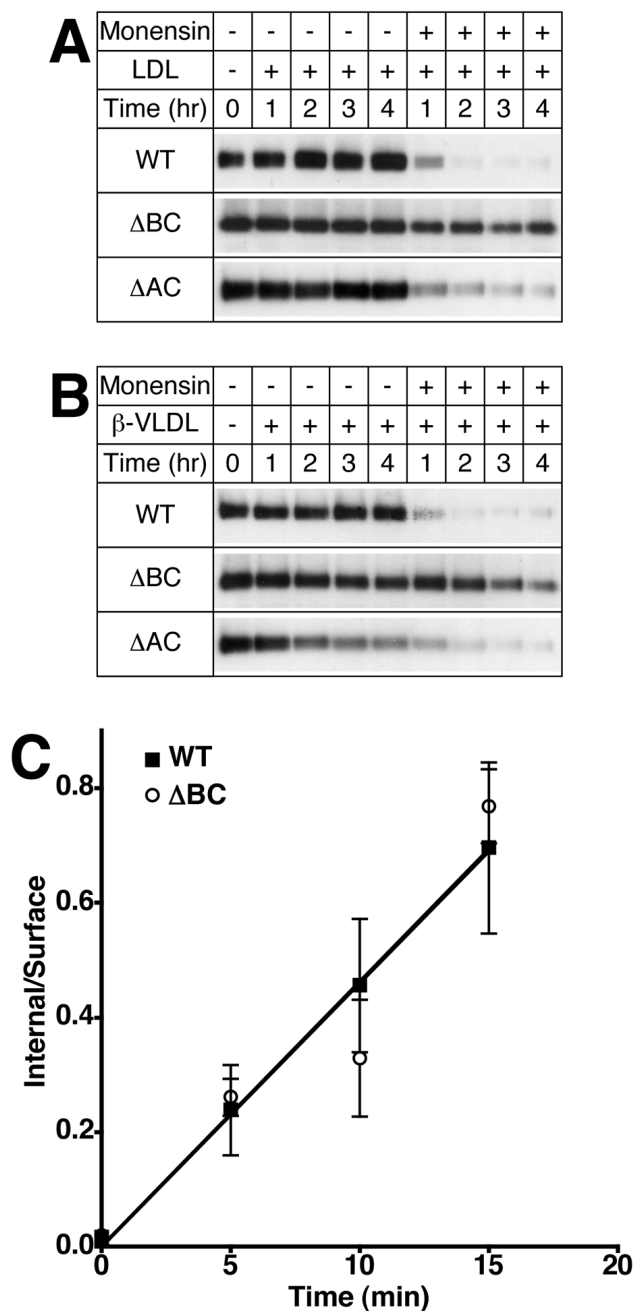 A
Monensin - - - - - + + + +
LDL - + + + + + + + +
Time (hr) 0 1 2 3 4 1 2 3 4
WT
ΔBC
ΔAC
B
Monensin - - - - - + + + +
β-VLDL - + + + + + + + +
Time (hr) 0 1 2 3 4 1 2 3 4
WT
ΔBC
ΔAC
C
WT
ΔBC
Internal/Surface
0.8
0.6
0.4
0.2
0.0
0 5 10 15 20
Time (min)